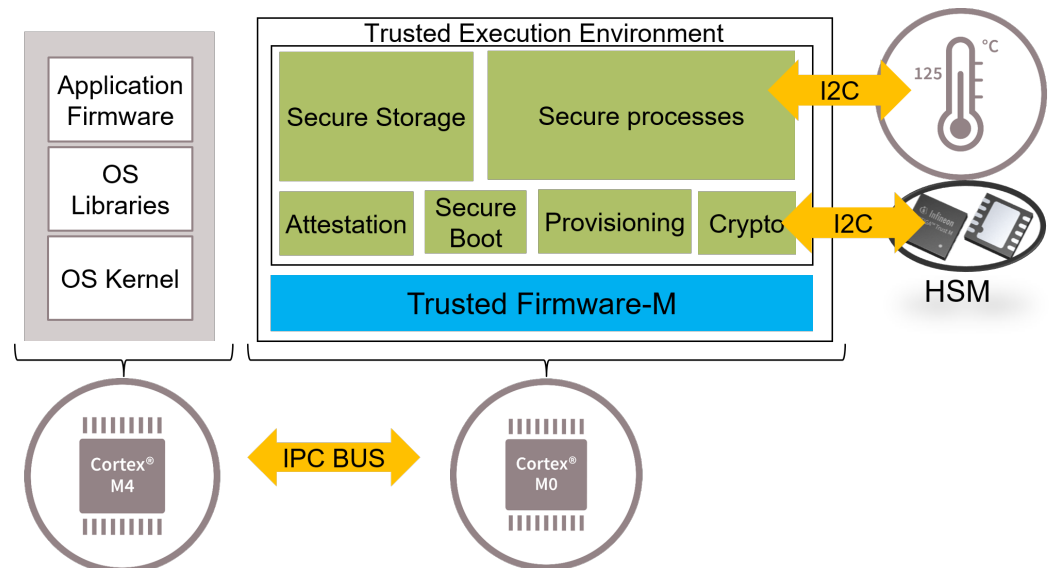 Trusted Execution Environment
Application
Firmware
OS
Libraries
OS Kernel
Secure Storage
Secure processes
Attestation
Secure
Boot
Provisioning
Crypto
Trusted Firmware-M
I2C
°C
125
I2C
Infineon
Trust M
HSM
Cortex®
M4
IPC BUS
Cortex®
M0